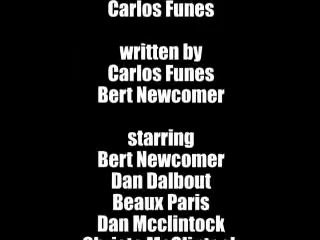 Carlos Funes
written by
Carlos Funes
Bert Newcomer
starring
Bert Newcomer
Dan Dalbout
Beaux Paris
Dan Mcclintock